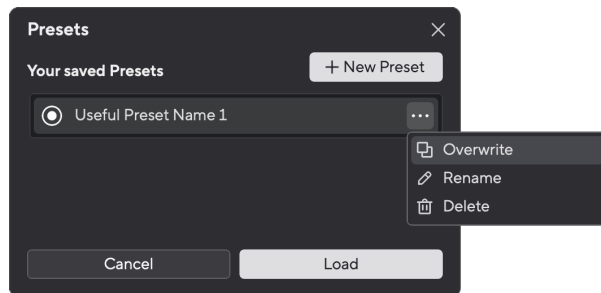 Presets
Your saved Presets
+ New Preset
Useful Preset Name 1
Overwrite
Rename
Delete
Cancel
Load